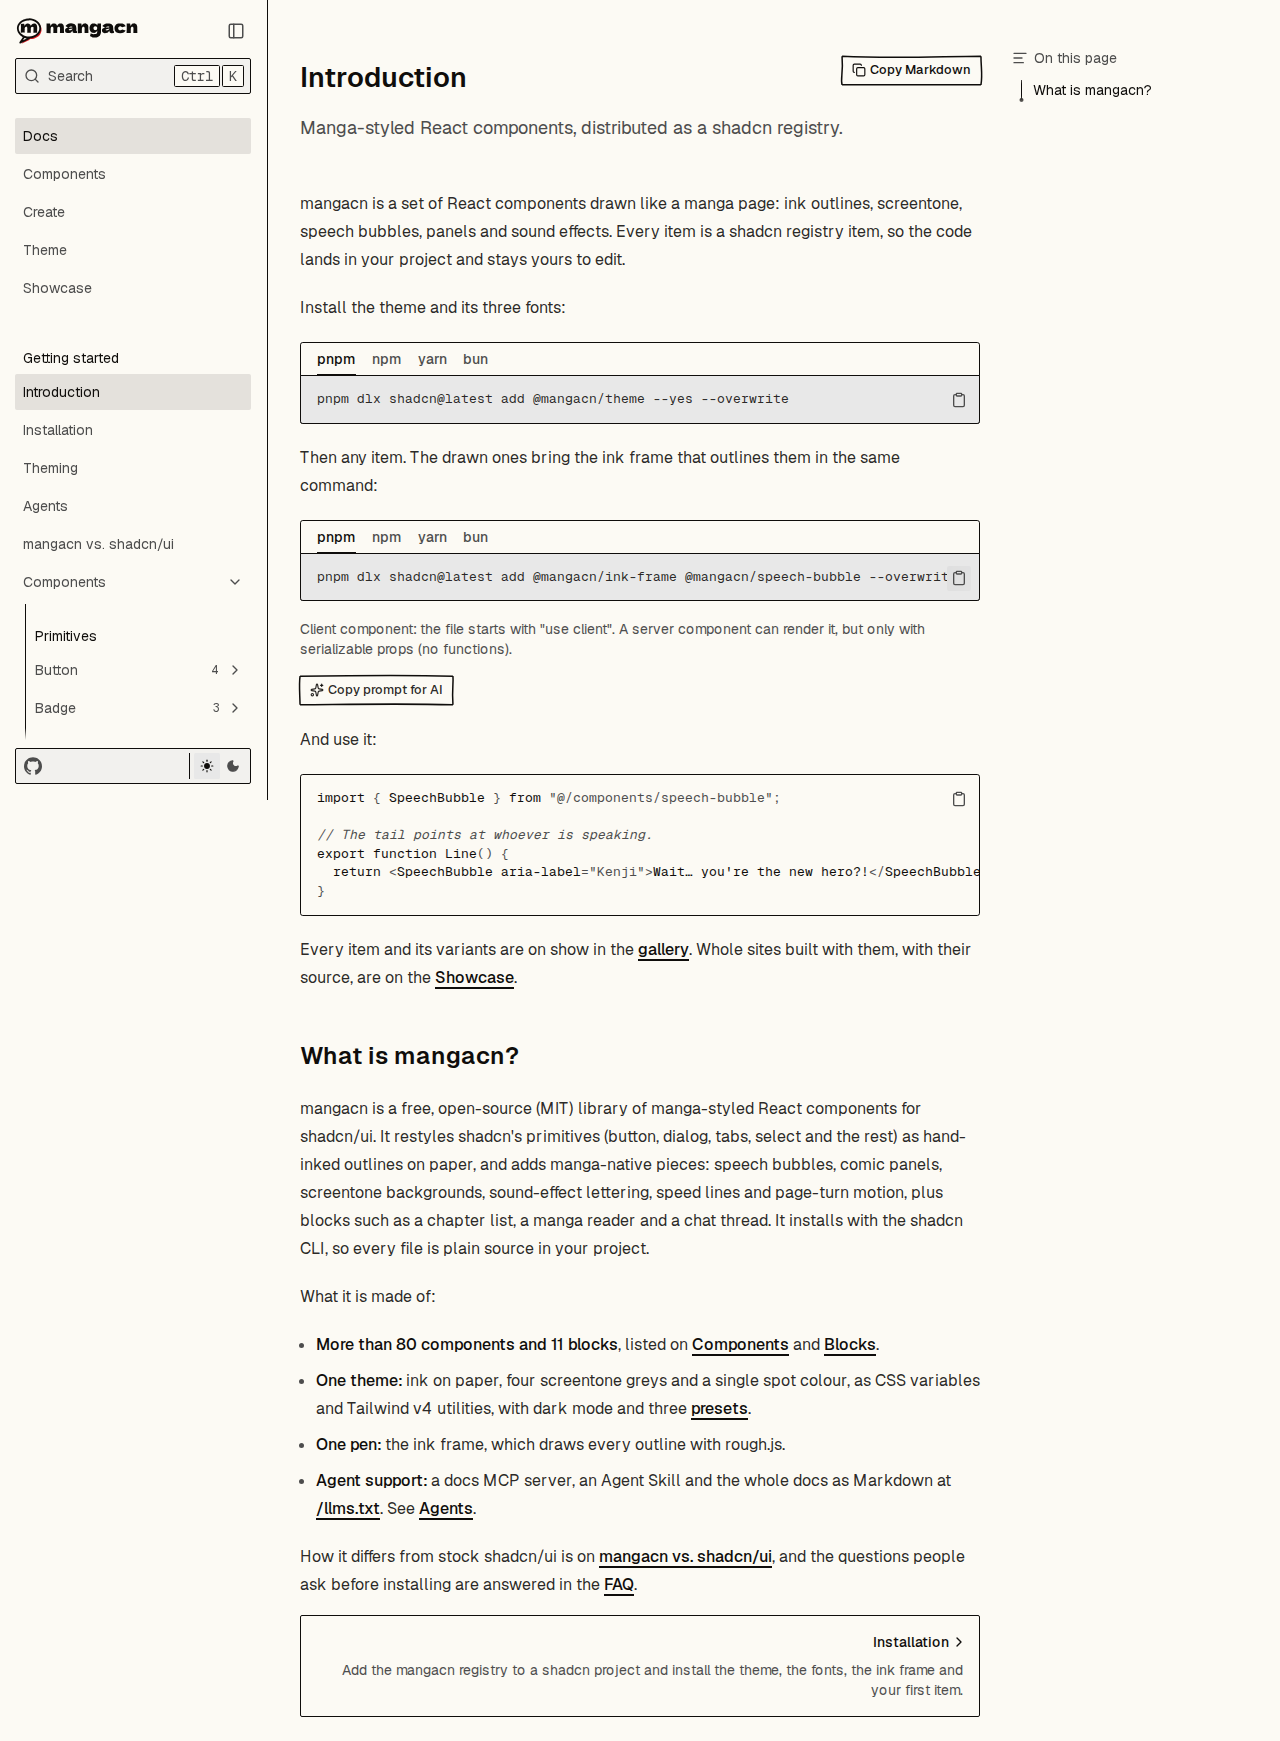 mangacn
Search Ctrl K
Docs
Components
Create
Theme
Showcase
Getting started
Introduction
Installation
Theming
Agents
mangacn vs. shadcn/ui
Components
Primitives
Button 4
Badge 3
Introduction
Copy Markdown
Manga-styled React components, distributed as a shadcn registry.
mangacn is a set of React components drawn like a manga page: ink outlines, screentone,
speech bubbles, panels and sound effects. Every item is a shadcn registry item, so the code
lands in your project and stays yours to edit.
Install the theme and its three fonts:
pnpm npm yarn bun
pnpm dlx shadcn@latest add @mangacn/theme --yes --overwrite
Then any item. The drawn ones bring the ink frame that outlines them in the same
command:
pnpm npm yarn bun
pnpm dlx shadcn@latest add @mangacn/ink-frame @mangacn/speech-bubble --overwrit
Client component: the file starts with "use client". A server component can render it, but only with
serializable props (no functions).
Copy prompt for AI
And use it:
import { SpeechBubble } from "@/components/speech-bubble";
// The tail points at whoever is speaking.
export function Line() {
return <SpeechBubble aria-label="Kenji">Wait… you're the new hero?!</SpeechBubble
}
Every item and its variants are on show in the gallery. Whole sites built with them, with their
source, are on the Showcase.
What is mangacn?
mangacn is a free, open-source (MIT) library of manga-styled React components for
shadcn/ui. It restyles shadcn's primitives (button, dialog, tabs, select and the rest) as hand-
inked outlines on paper, and adds manga-native pieces: speech bubbles, comic panels,
screentone backgrounds, sound-effect lettering, speed lines and page-turn motion, plus
blocks such as a chapter list, a manga reader and a chat thread. It installs with the shadcn
CLI, so every file is plain source in your project.
What it is made of:
• More than 80 components and 11 blocks, listed on Components and Blocks.
• One theme: ink on paper, four screentone greys and a single spot colour, as CSS variables
and Tailwind v4 utilities, with dark mode and three presets.
• One pen: the ink frame, which draws every outline with rough.js.
• Agent support: a docs MCP server, an Agent Skill and the whole docs as Markdown at
/llms.txt. See Agents.
How it differs from stock shadcn/ui is on mangacn vs. shadcn/ui, and the questions people
ask before installing are answered in the FAQ.
Installation
Add the mangacn registry to a shadcn project and install the theme, the fonts, the ink frame and
your first item.
On this page
What is mangacn?